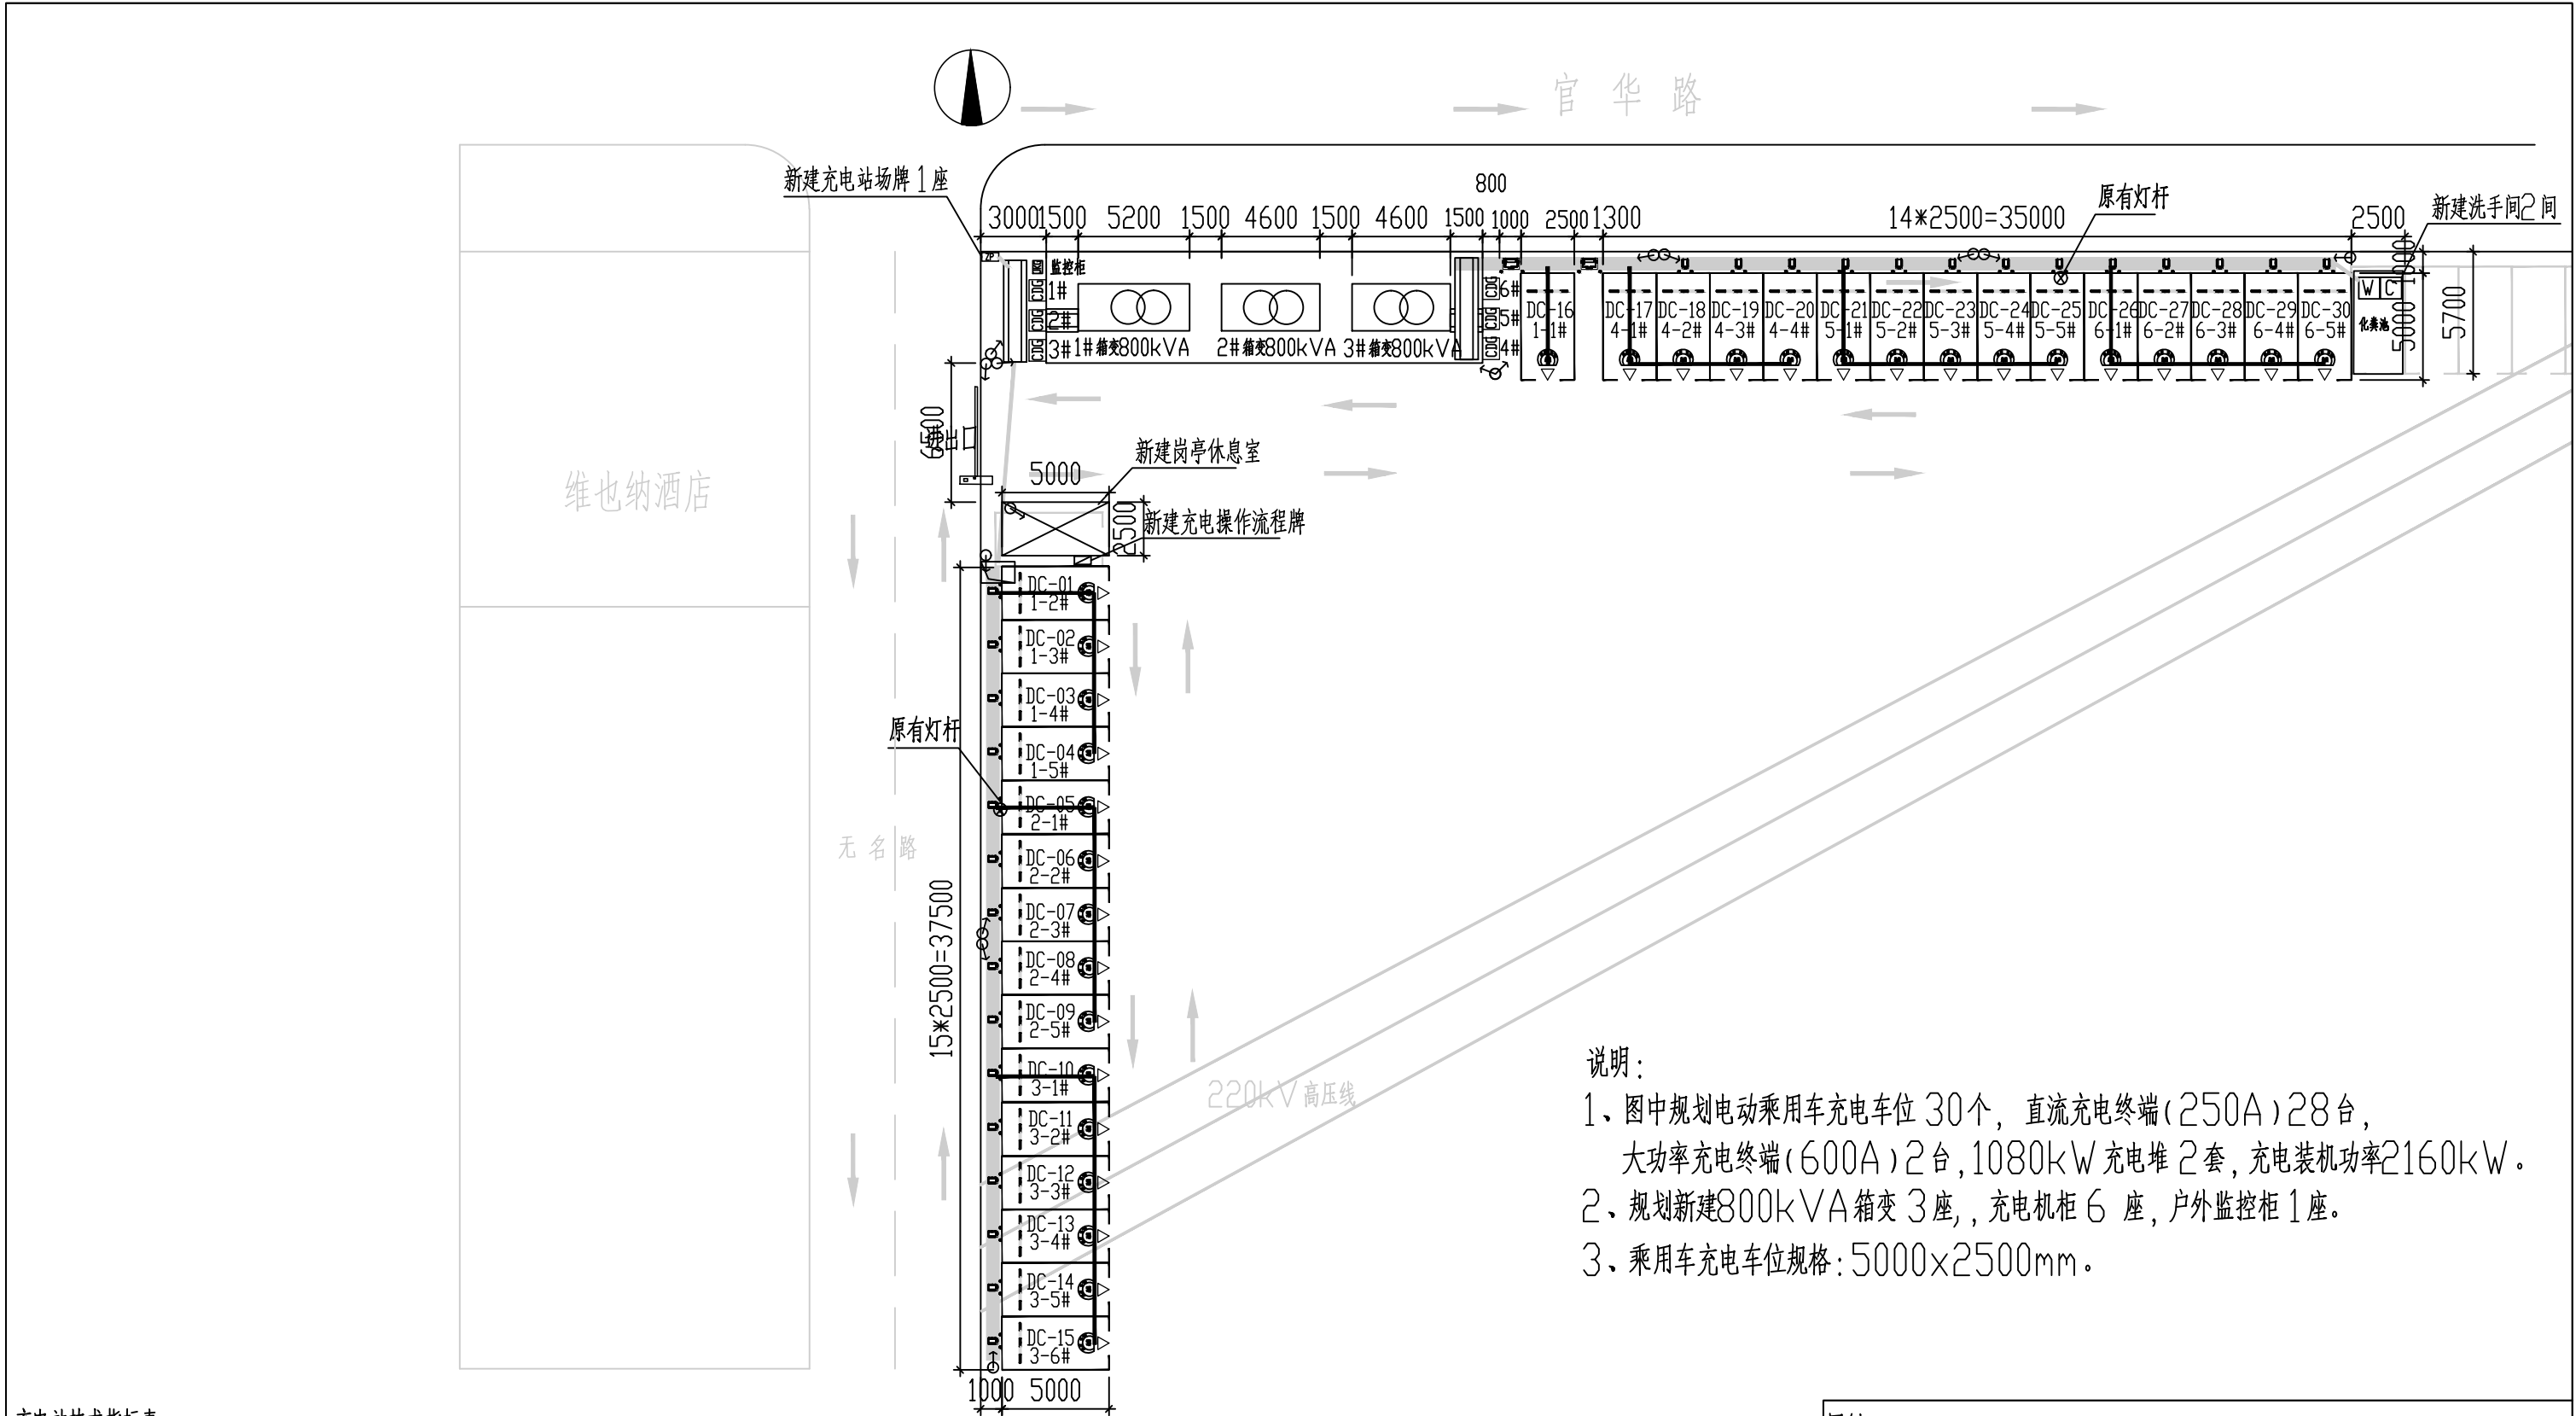 官 华 路
新建充电站场牌1座
800
原有灯杆
新建洗手间2间
3000 1500 5200 1500 4600 1500 4600 1500 1000 2500 1300 14*2500=35000 2500
监控柜
CDG 1#
CDG 2#
CDG 3#
1#箱变800kVA 2#箱变800kVA 3#箱变800kVA
CDG 6#
CDG 5#
CDG 4#
DC-16 DC-17 DC-18 DC-19 DC-20 DC-21 DC-22 DC-23 DC-24 DC-25 DC-26 DC-27 DC-28 DC-29 DC-30
1-1# 4-1# 4-2# 4-3# 4-4# 5-1# 5-2# 5-3# 5-4# 5-5# 6-1# 6-2# 6-3# 6-4# 6-5#
W C
化粪池
1000
5000
5700
6500
进出口
维也纳酒店
新建岗亭休息室
5000
2500
新建充电操作流程牌
DC-01
1-2#
DC-02
1-3#
DC-03
1-4#
原有灯杆
DC-04
1-5#
DC-05
2-1#
无 名 路
DC-06
2-2#
DC-07
2-3#
15*2500=37500
DC-08
2-4#
DC-09
2-5#
DC-10
3-1#
220kV高压线
DC-11
3-2#
DC-12
3-3#
DC-13
3-4#
DC-14
3-5#
DC-15
3-6#
1000 5000
说明:
1、图中规划电动乘用车充电车位30个, 直流充电终端(250A)28台,
大功率充电终端(600A)2台,1080kW充电堆2套,充电装机功率2160kW。
2、规划新建800kVA箱变3座,,充电机柜6 座,户外监控柜1座。
3、乘用车充电车位规格:5000x2500mm。